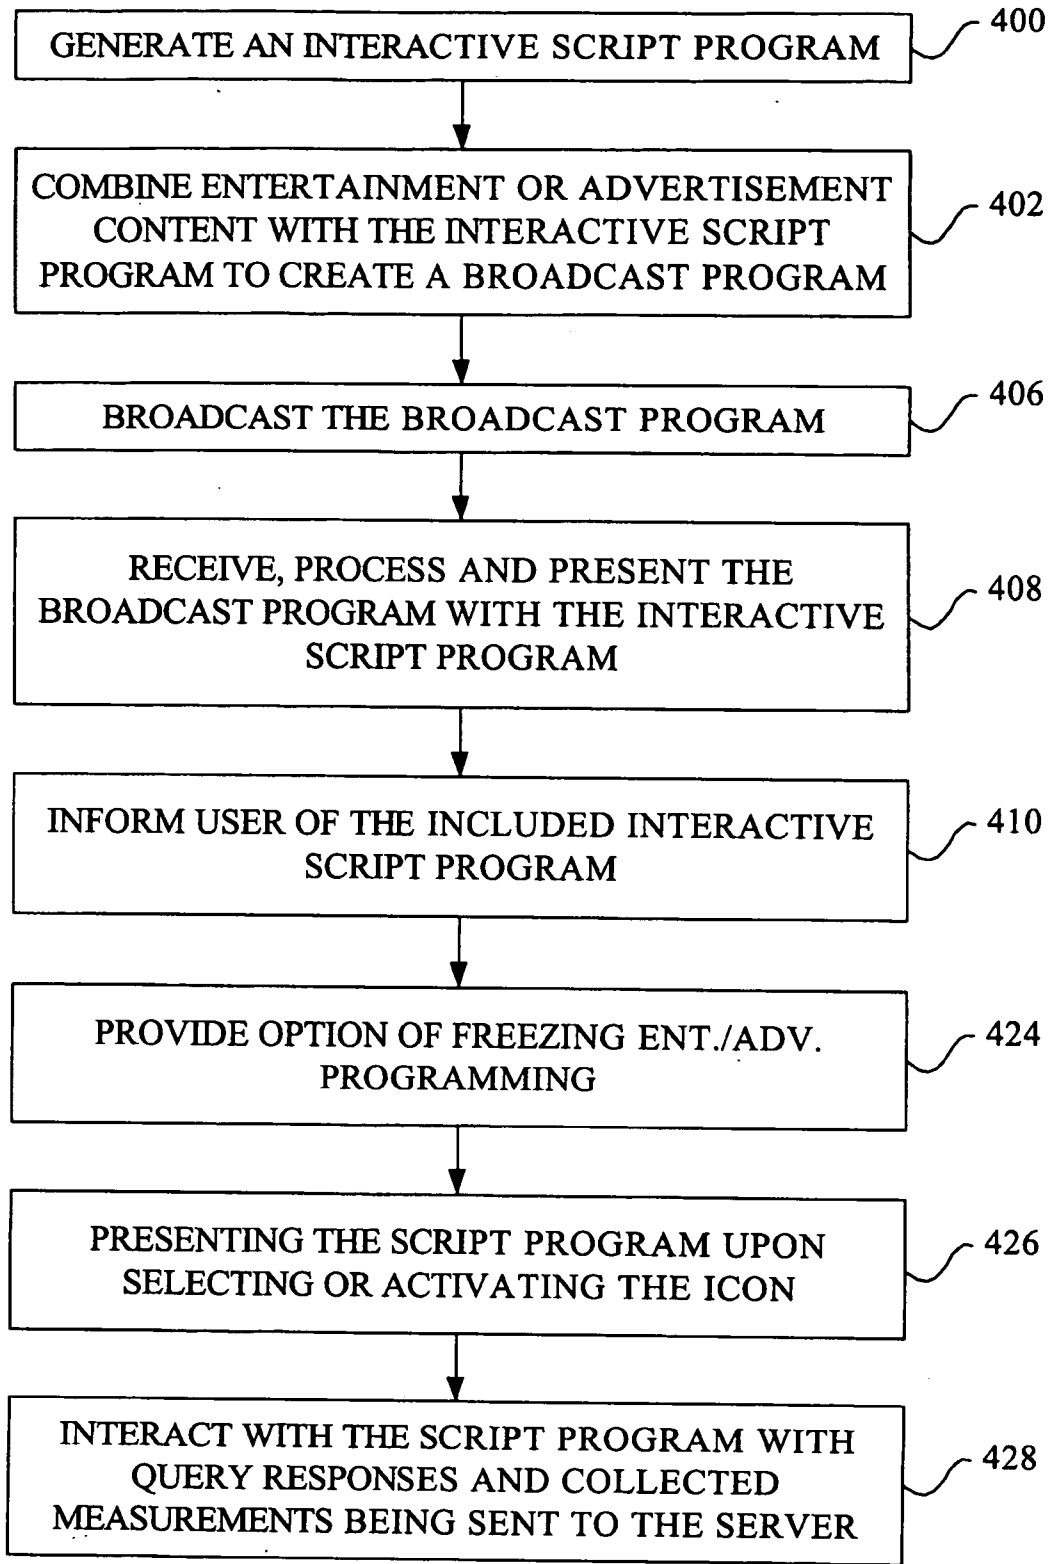 GENERATE AN INTERACTIVE SCRIPT PROGRAM
400
COMBINE ENTERTAINMENT OR ADVERTISEMENT
CONTENT WITH THE INTERACTIVE SCRIPT
PROGRAM TO CREATE A BROADCAST PROGRAM
402
BROADCAST THE BROADCAST PROGRAM
406
RECEIVE, PROCESS AND PRESENT THE
BROADCAST PROGRAM WITH THE INTERACTIVE
SCRIPT PROGRAM
408
INFORM USER OF THE INCLUDED INTERACTIVE
SCRIPT PROGRAM
410
PROVIDE OPTION OF FREEZING ENT./ADV.
PROGRAMMING
424
PRESENTING THE SCRIPT PROGRAM UPON
SELECTING OR ACTIVATING THE ICON
426
INTERACT WITH THE SCRIPT PROGRAM WITH
QUERY RESPONSES AND COLLECTED
MEASUREMENTS BEING SENT TO THE SERVER
428